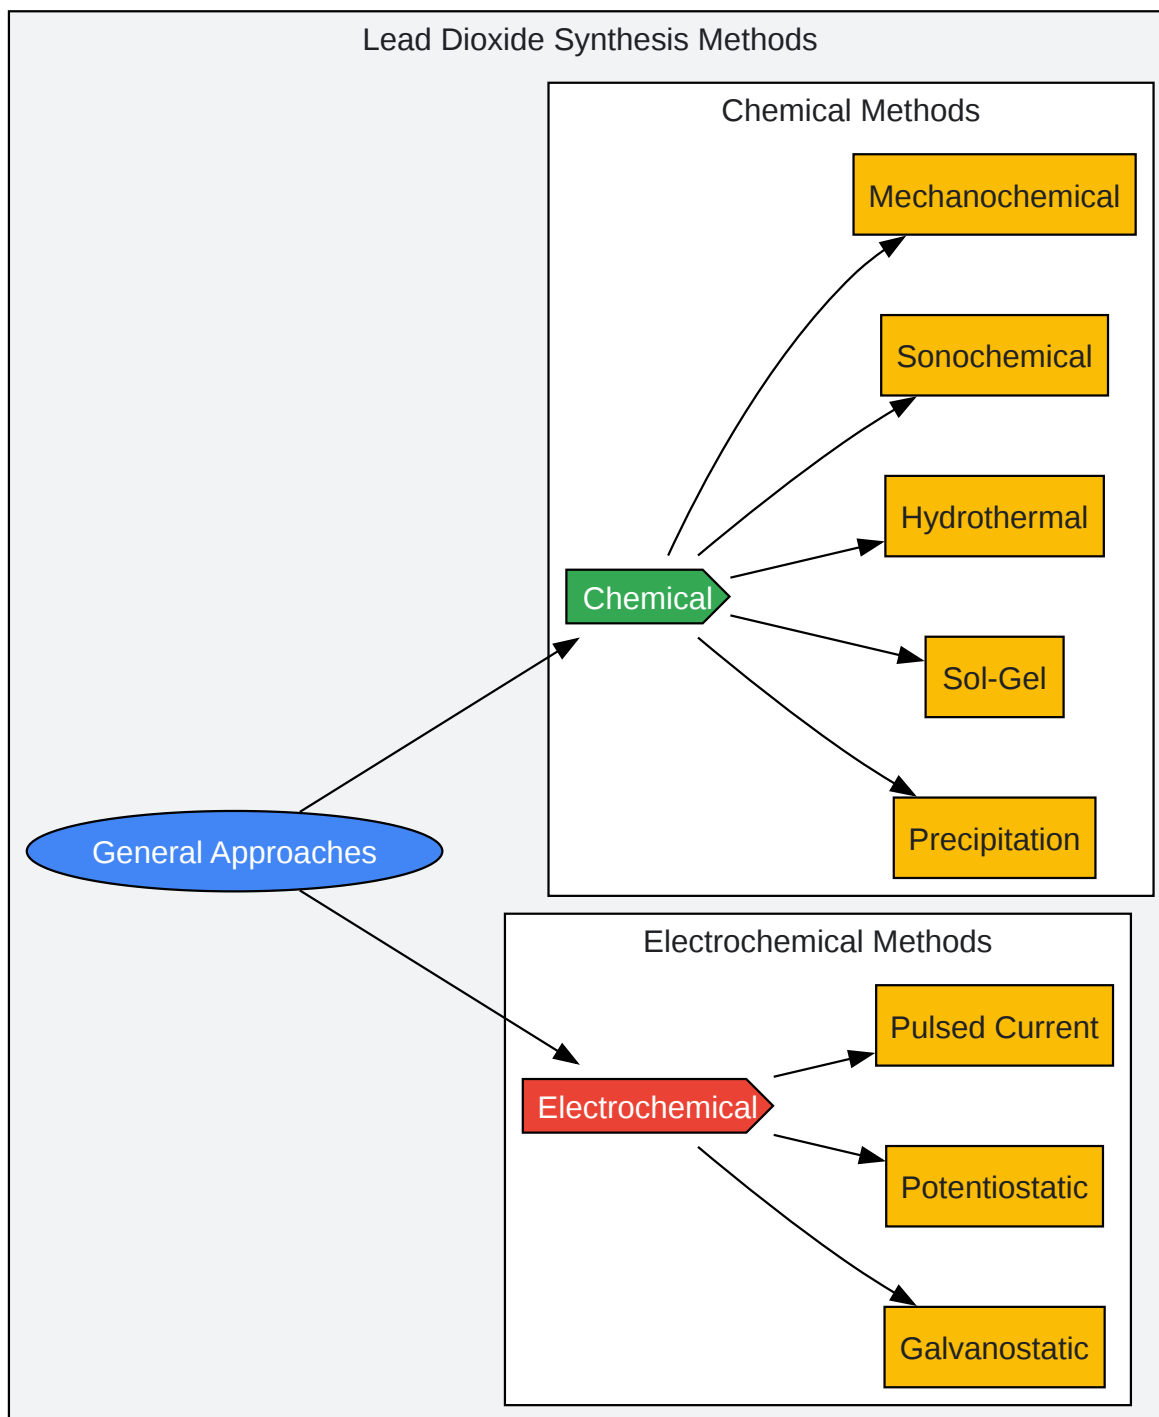 Lead Dioxide Synthesis Methods
Chemical Methods
Mechanochemical
Sonochemical
Hydrothermal
Chemical
Sol-Gel
Precipitation
General Approaches
Electrochemical Methods
Pulsed Current
Electrochemical
Potentiostatic
Galvanostatic